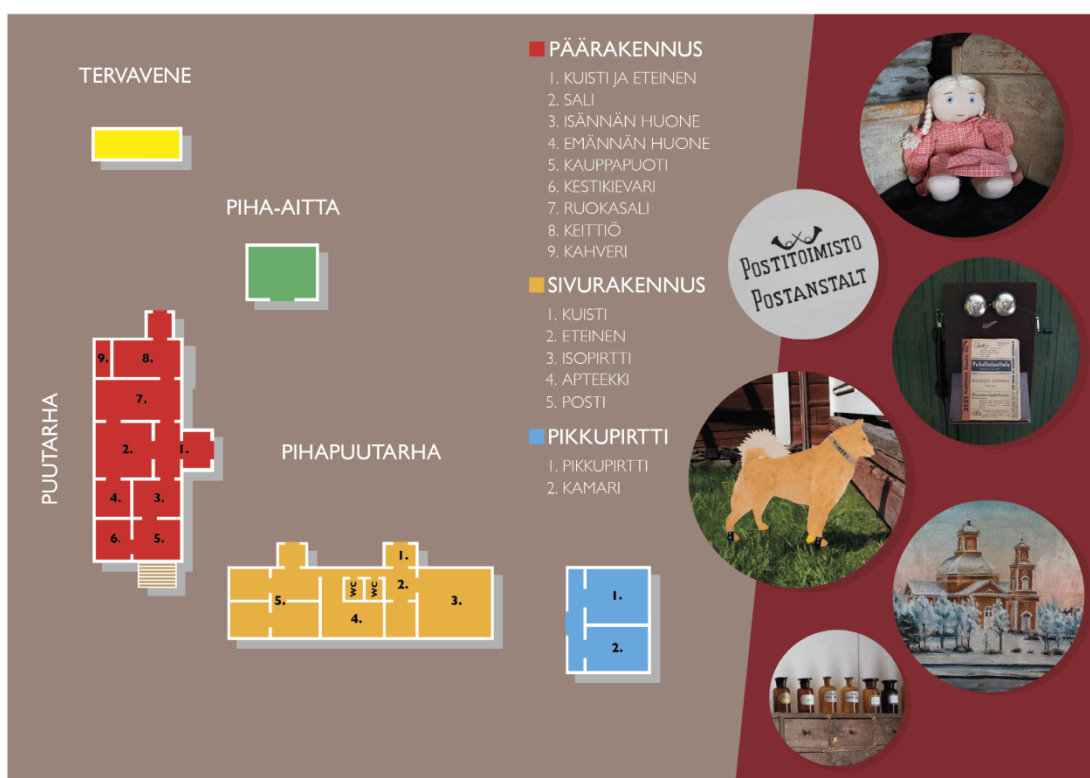 TERVAVENE
PIHA-AITTA
PUUTARHA
PIHAPUUTARHA
9.
8.
7.
2.
1.
4.
3.
6.
5.
1.
2.
WC
WC
5.
4.
3.
1.
2.
PÄÄRAKENNUS
1. KUISTI JA ETEINEN
2. SALI
3. ISÄNNÄN HUONE
4. EMÄNNÄN HUONE
5. KAUPPAPUOTI
6. KESTIKIEVARI
7. RUOKASALI
8. KEITTIÖ
9. KAHVERI
SIVURAKENNUS
1. KUISTI
2. ETEINEN
3. ISOPIRTTI
4. APTEEKKI
5. POSTI
PIKKUPIRTTI
1. PIKKUPIRTTI
2. KAMARI
POSTITOIMISTO
POSTANSTALT